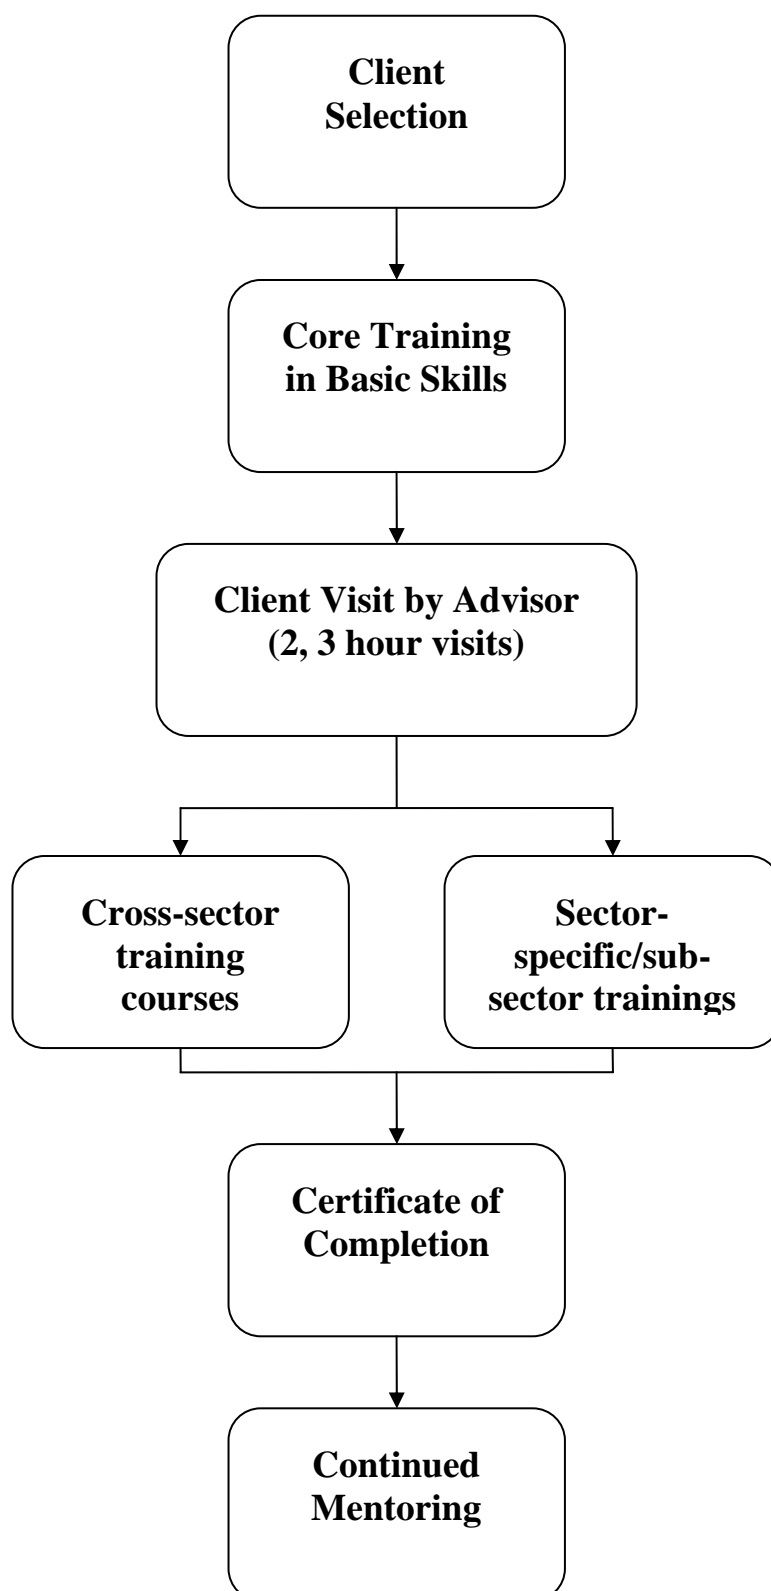 Client
Selection
Core Training
in Basic Skills
Client Visit by Advisor
(2, 3 hour visits)
Cross-sector
training
courses
Sector-
specific/sub-
sector trainings
Certificate of
Completion
Continued
Mentoring